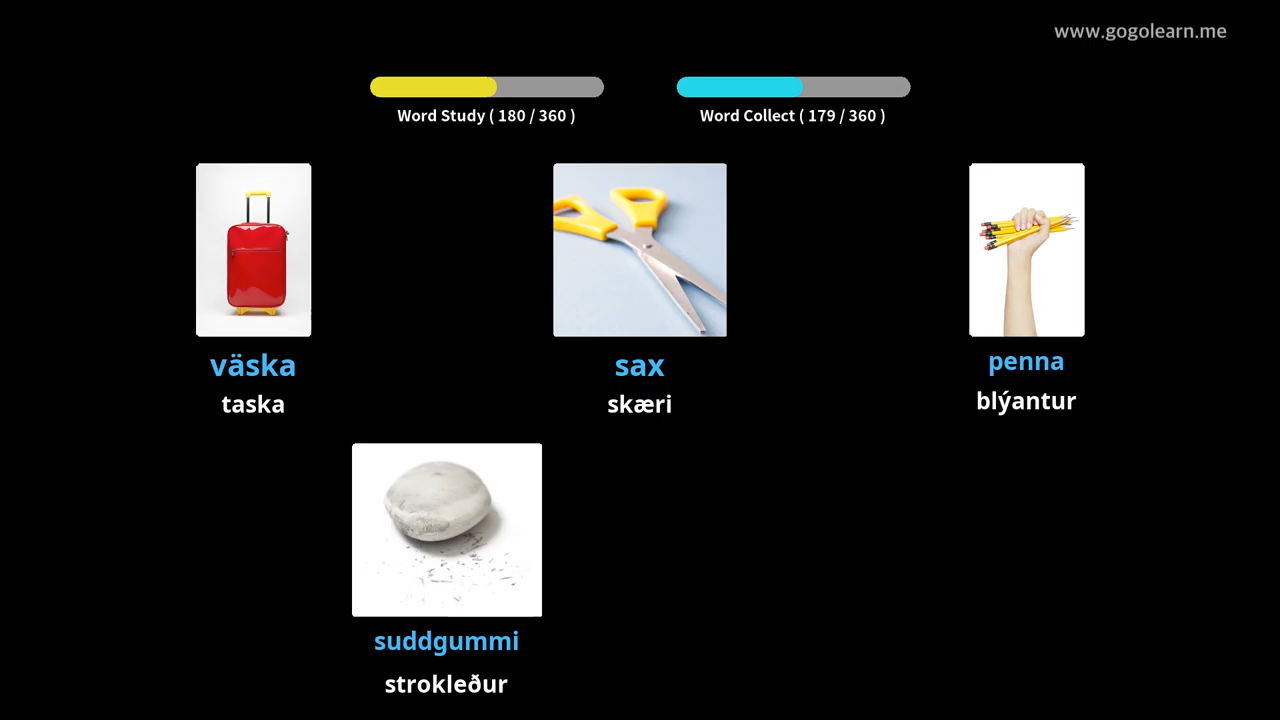 www.gogolearn.me
Word Study ( 180 / 360 )
Word Collect ( 179 / 360 )
väska
taska
sax
skæri
penna
blýantur
suddgummi
strokleður